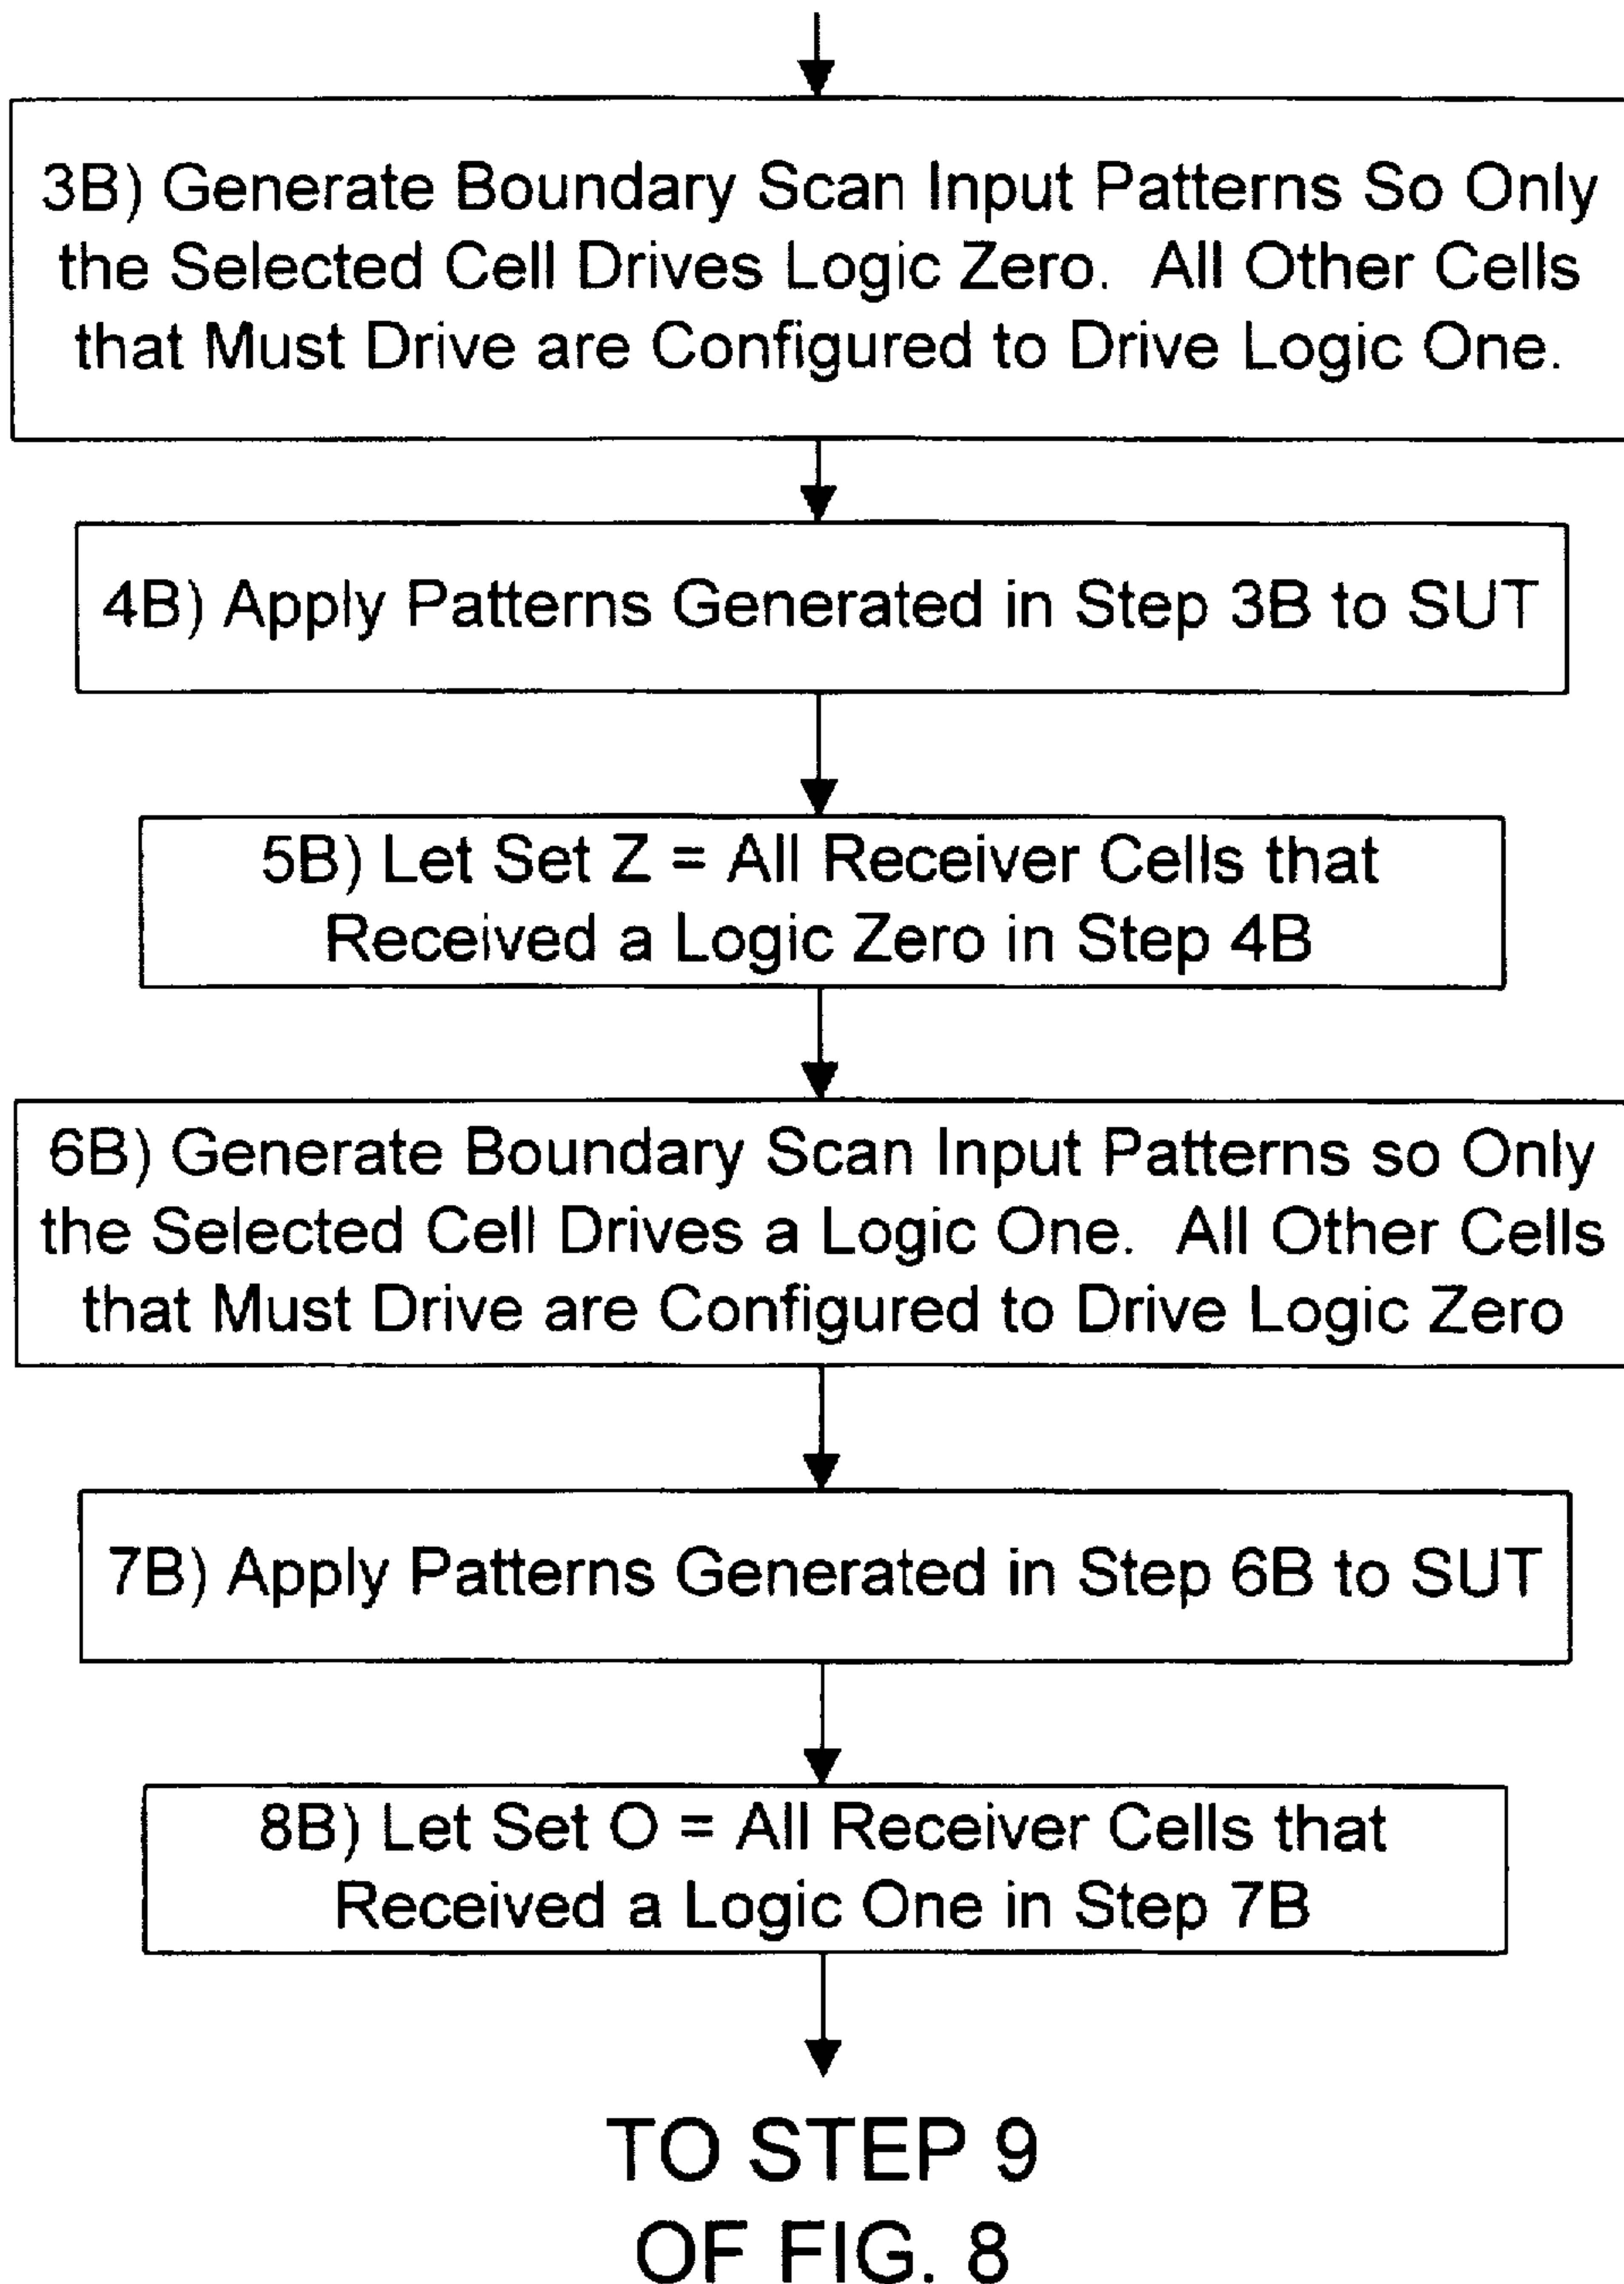 3B) Generate Boundary Scan Input Patterns So Only
the Selected Cell Drives Logic Zero. All Other Cells
that Must Drive are Configured to Drive Logic One.
4B) Apply Patterns Generated in Step 3B to SUT
5B) Let Set Z = All Receiver Cells that
Received a Logic Zero in Step 4B
6B) Generate Boundary Scan Input Patterns so Only
the Selected Cell Drives a Logic One. All Other Cells
that Must Drive are Configured to Drive Logic Zero
7B) Apply Patterns Generated in Step 6B to SUT
8B) Let Set O = All Receiver Cells that
Received a Logic One in Step 7B
TO STEP 9
OF FIG. 8